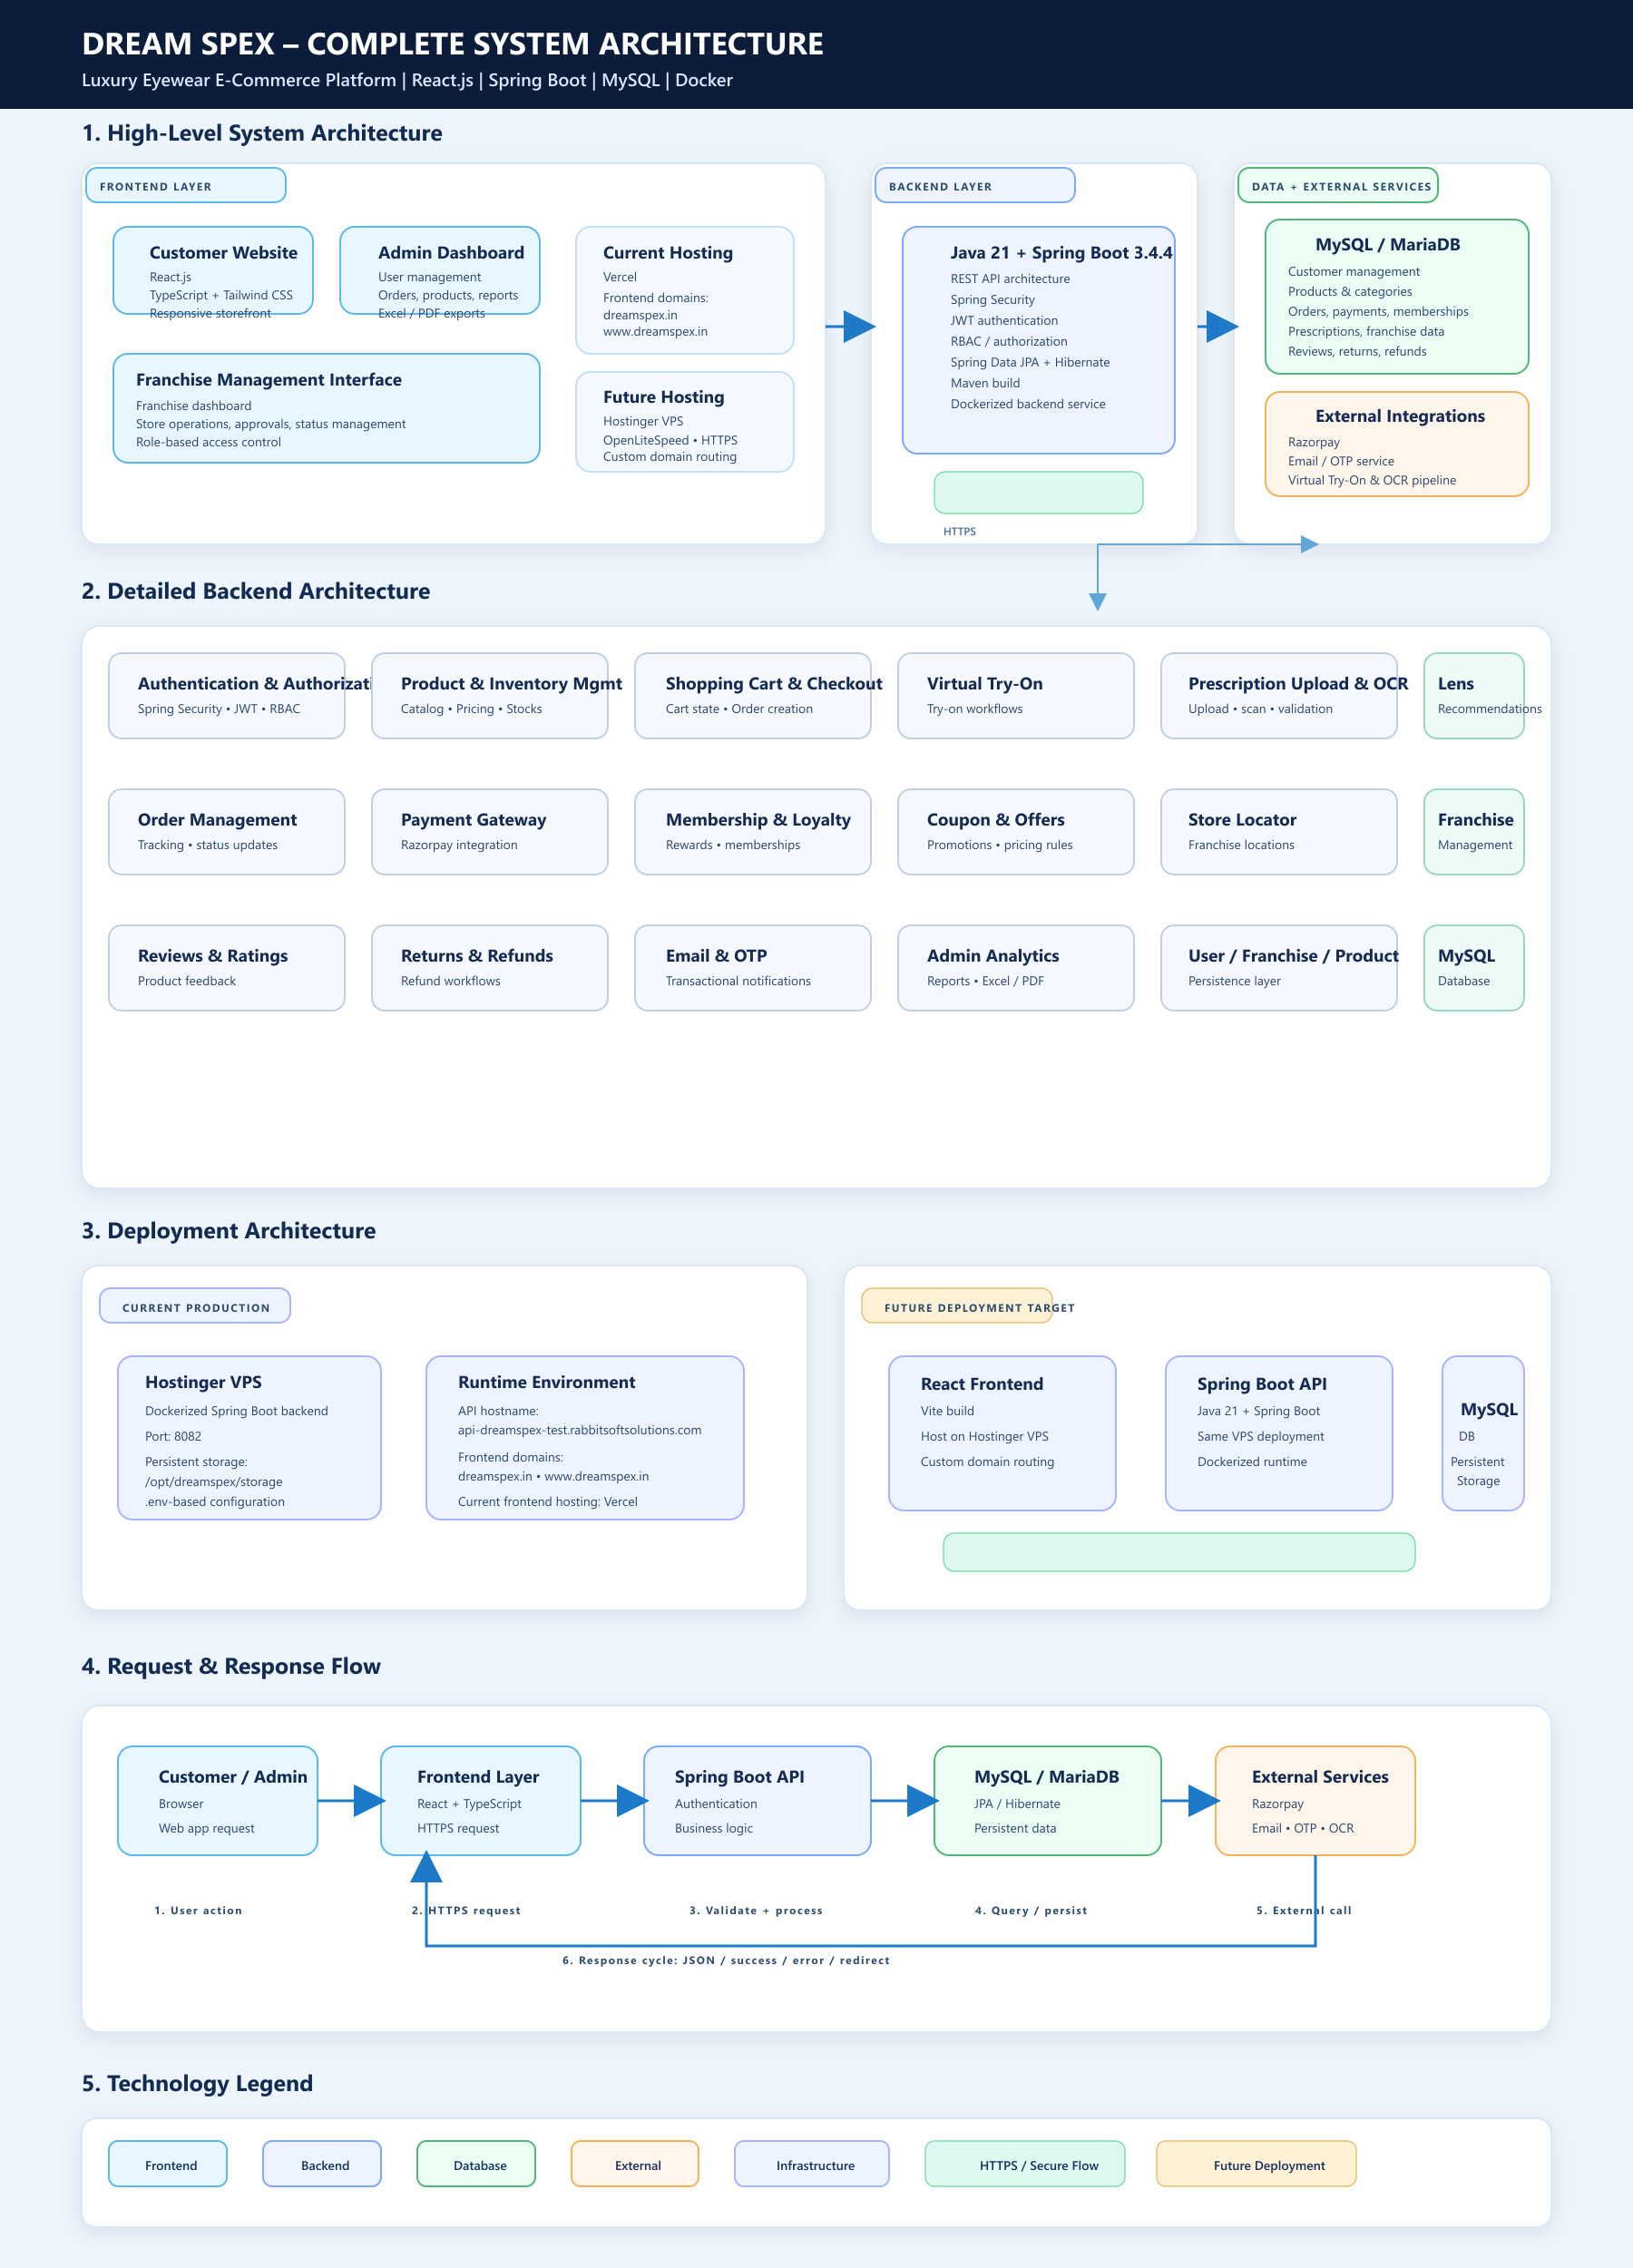 DREAM SPEX – COMPLETE SYSTEM ARCHITECTURE
Luxury Eyewear E-Commerce Platform | React.js | Spring Boot | MySQL | Docker
1. High-Level System Architecture
FRONTEND LAYER
Customer Website
React.js
TypeScript + Tailwind CSS
Responsive storefront
Admin Dashboard
User management
Orders, products, reports
Excel / PDF exports
Current Hosting
Vercel
Frontend domains:
dreamspex.in
www.dreamspex.in
Franchise Management Interface
Franchise dashboard
Store operations, approvals, status management
Role-based access control
Future Hosting
Hostinger VPS
OpenLiteSpeed • HTTPS
Custom domain routing
BACKEND LAYER
Java 21 + Spring Boot 3.4.4
REST API architecture
Spring Security
JWT authentication
RBAC / authorization
Spring Data JPA + Hibernate
Maven build
Dockerized backend service
HTTPS
DATA + EXTERNAL SERVICES
MySQL / MariaDB
Customer management
Products & categories
Orders, payments, memberships
Prescriptions, franchise data
Reviews, returns, refunds
External Integrations
Razorpay
Email / OTP service
Virtual Try-On & OCR pipeline
2. Detailed Backend Architecture
Authentication & Authorizati
Spring Security • JWT • RBAC
Product & Inventory Mgmt
Catalog • Pricing • Stocks
Shopping Cart & Checkout
Cart state • Order creation
Virtual Try-On
Try-on workflows
Prescription Upload & OCR
Upload • scan • validation
Lens
Recommendations
Order Management
Tracking • status updates
Payment Gateway
Razorpay integration
Membership & Loyalty
Rewards • memberships
Coupon & Offers
Promotions • pricing rules
Store Locator
Franchise locations
Franchise
Management
Reviews & Ratings
Product feedback
Returns & Refunds
Refund workflows
Email & OTP
Transactional notifications
Admin Analytics
Reports • Excel / PDF
User / Franchise / Product
Persistence layer
MySQL
Database
3. Deployment Architecture
CURRENT PRODUCTION
Hostinger VPS
Dockerized Spring Boot backend
Port: 8082
Persistent storage:
/opt/dreamspex/storage
.env-based configuration
Runtime Environment
API hostname:
api-dreamspex-test.rabbitsoftsolutions.com
Frontend domains:
dreamspex.in • www.dreamspex.in
Current frontend hosting: Vercel
FUTURE DEPLOYMENT TARGET
React Frontend
Vite build
Host on Hostinger VPS
Custom domain routing
Spring Boot API
Java 21 + Spring Boot
Same VPS deployment
Dockerized runtime
MySQL
DB
Persistent
Storage
4. Request & Response Flow
Customer / Admin
Browser
Web app request
Frontend Layer
React + TypeScript
HTTPS request
Spring Boot API
Authentication
Business logic
MySQL / MariaDB
JPA / Hibernate
Persistent data
External Services
Razorpay
Email • OTP • OCR
1. User action
2. HTTPS request
3. Validate + process
4. Query / persist
5. External call
6. Response cycle: JSON / success / error / redirect
5. Technology Legend
Frontend
Backend
Database
External
Infrastructure
HTTPS / Secure Flow
Future Deployment